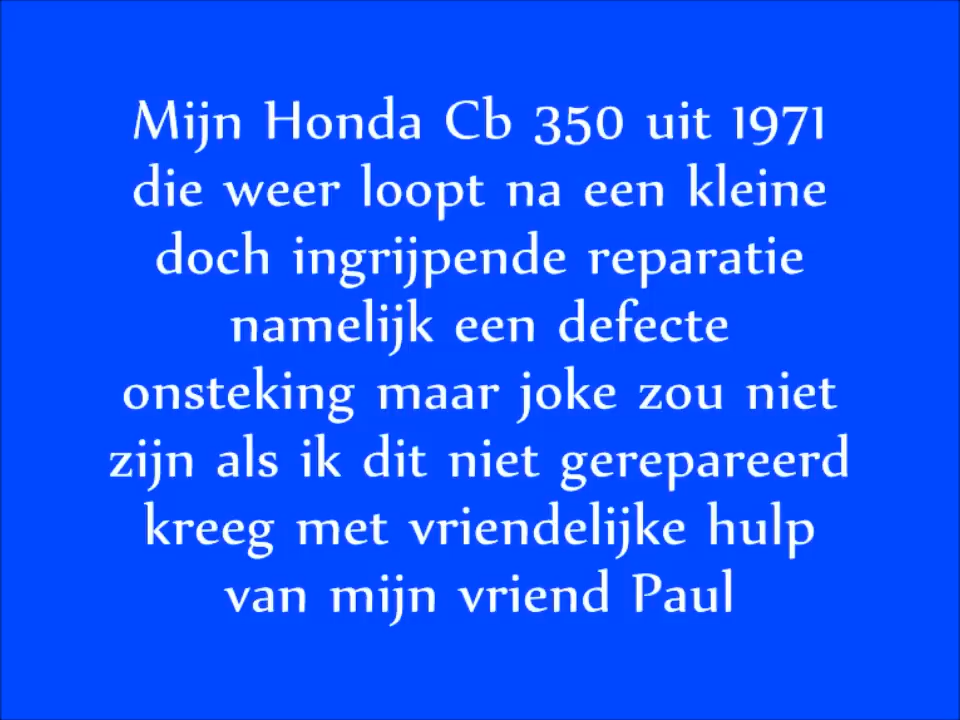 Mijn Honda Cb 350 uit 1971
die weer loopt na een kleine
doch ingrijpende reparatie
namelijk een defecte
onsteking maar joke zou niet
zijn als ik dit niet gerepareerd
kreeg met vriendelijke hulp
van mijn vriend Paul